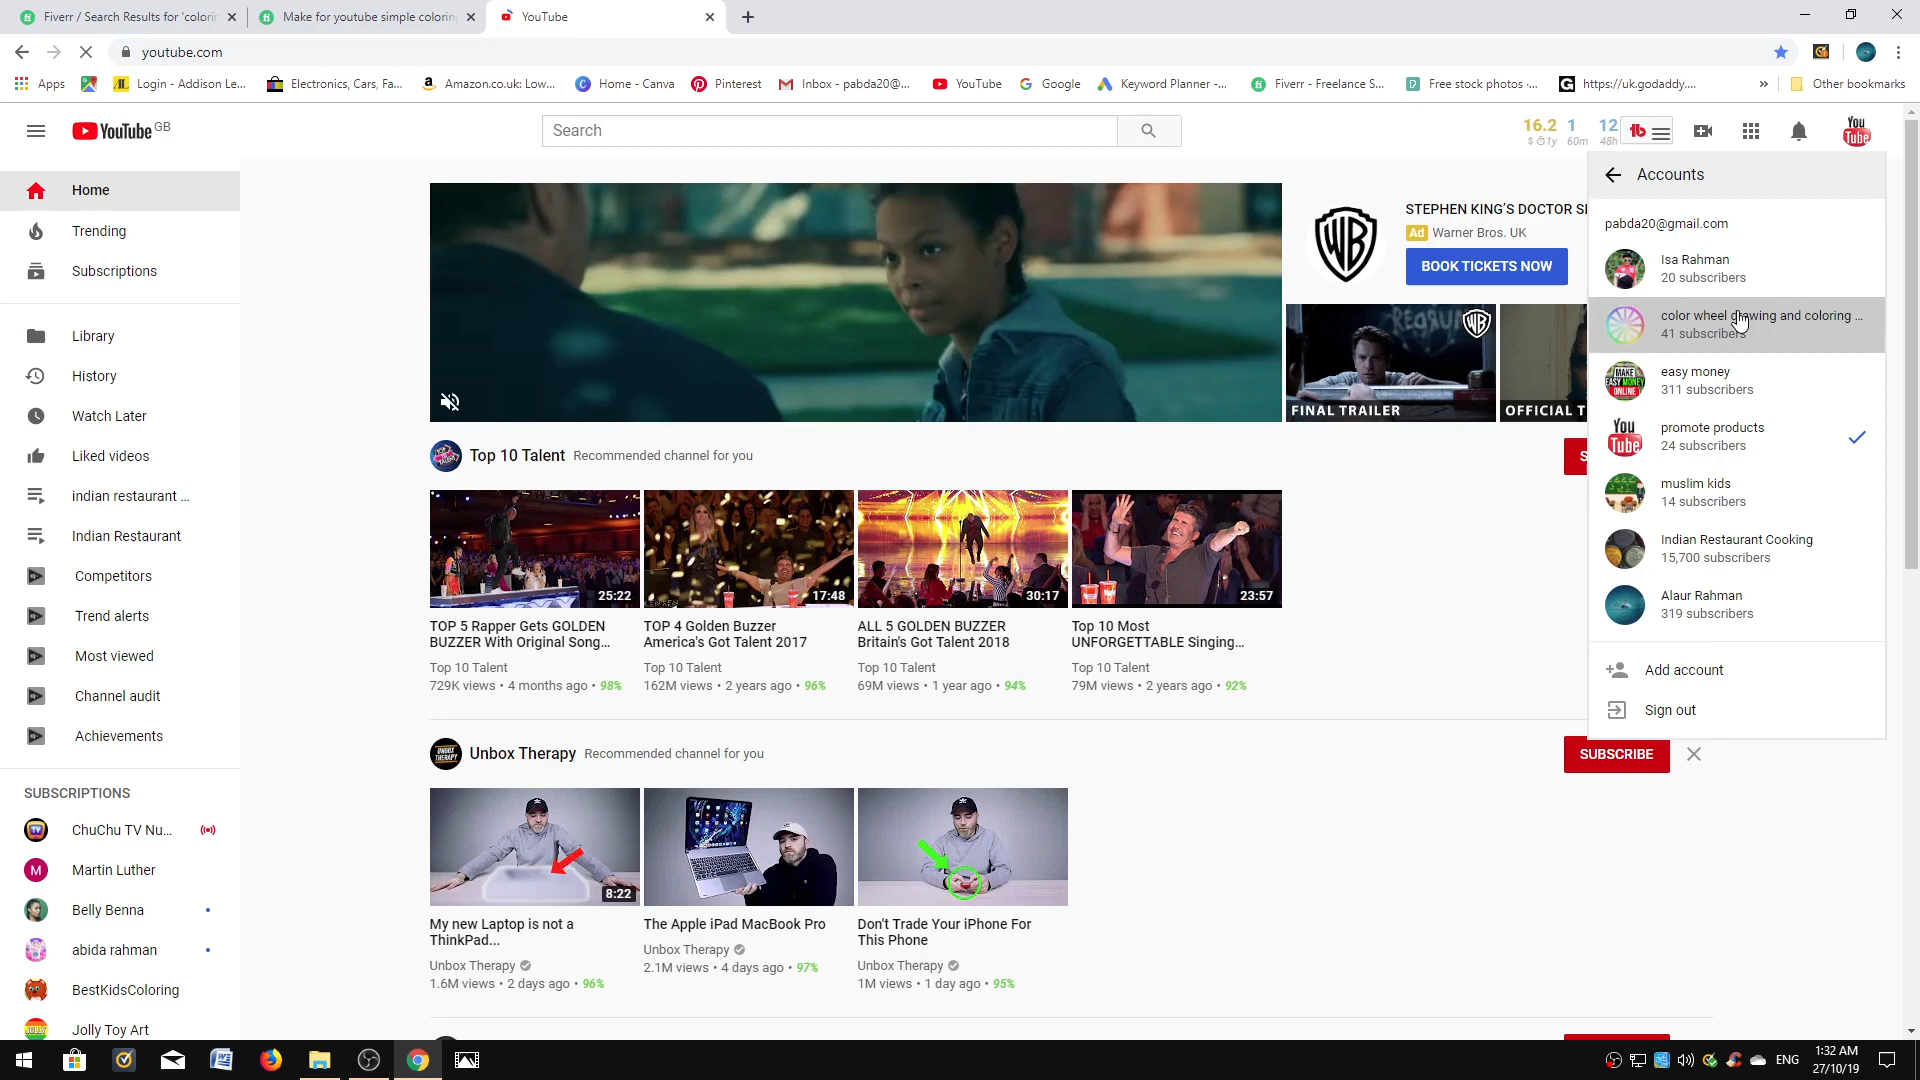 Fiverr / Search Results for 'colorin
Make for youtube simple coloring
YouTube
youtube.com
Apps
Login - Addison Le...
Electronics, Cars, Fa...
Amazon.co.uk: Low...
Home - Canva
Pinterest
Inbox - pabda20@...
YouTube
Google
Keyword Planner -...
Fiverr - Freelance S...
Free stock photos ·...
https://uk.godaddy....
»
Other bookmarks
YouTube GB
Search
16.2 1 12
1y 60m 48h
You
Tube
Home
Trending
Subscriptions
Library
History
Watch Later
Liked videos
indian restaurant ...
Indian Restaurant
Competitors
Trend alerts
Most viewed
Channel audit
Achievements
SUBSCRIPTIONS
ChuChu TV Nu...
M Martin Luther
Belly Benna
abida rahman
BestKidsColoring
Jolly Toy Art
STEPHEN KING'S DOCTOR SL
Ad Warner Bros. UK
BOOK TICKETS NOW
FINAL TRAILER
OFFICIAL T
Top 10 Talent Recommended channel for you
25:22
17:48
30:17
23:57
TOP 5 Rapper Gets GOLDEN
BUZZER With Original Song...
Top 10 Talent
729K views • 4 months ago • 98%
TOP 4 Golden Buzzer
America's Got Talent 2017
Top 10 Talent
162M views • 2 years ago • 96%
ALL 5 GOLDEN BUZZER
Britain's Got Talent 2018
Top 10 Talent
69M views • 1 year ago • 94%
Top 10 Most
UNFORGETTABLE Singing...
Top 10 Talent
79M views • 2 years ago • 92%
Unbox Therapy Recommended channel for you
SUBSCRIBE
8:22
My new Laptop is not a
ThinkPad...
Unbox Therapy
1.6M views • 2 days ago • 96%
The Apple iPad MacBook Pro
Unbox Therapy
2.1M views • 4 days ago • 97%
Don't Trade Your iPhone For
This Phone
Unbox Therapy
1M views • 1 day ago • 95%
Accounts
pabda20@gmail.com
Isa Rahman
20 subscribers
color wheel drawing and coloring ...
41 subscribers
MAKE
EASY MONEY
ONLINE
easy money
311 subscribers
You
Tube
promote products
24 subscribers
muslim kids
14 subscribers
Indian Restaurant Cooking
15,700 subscribers
Alaur Rahman
319 subscribers
Add account
Sign out
ENG
1:32 AM
27/10/19